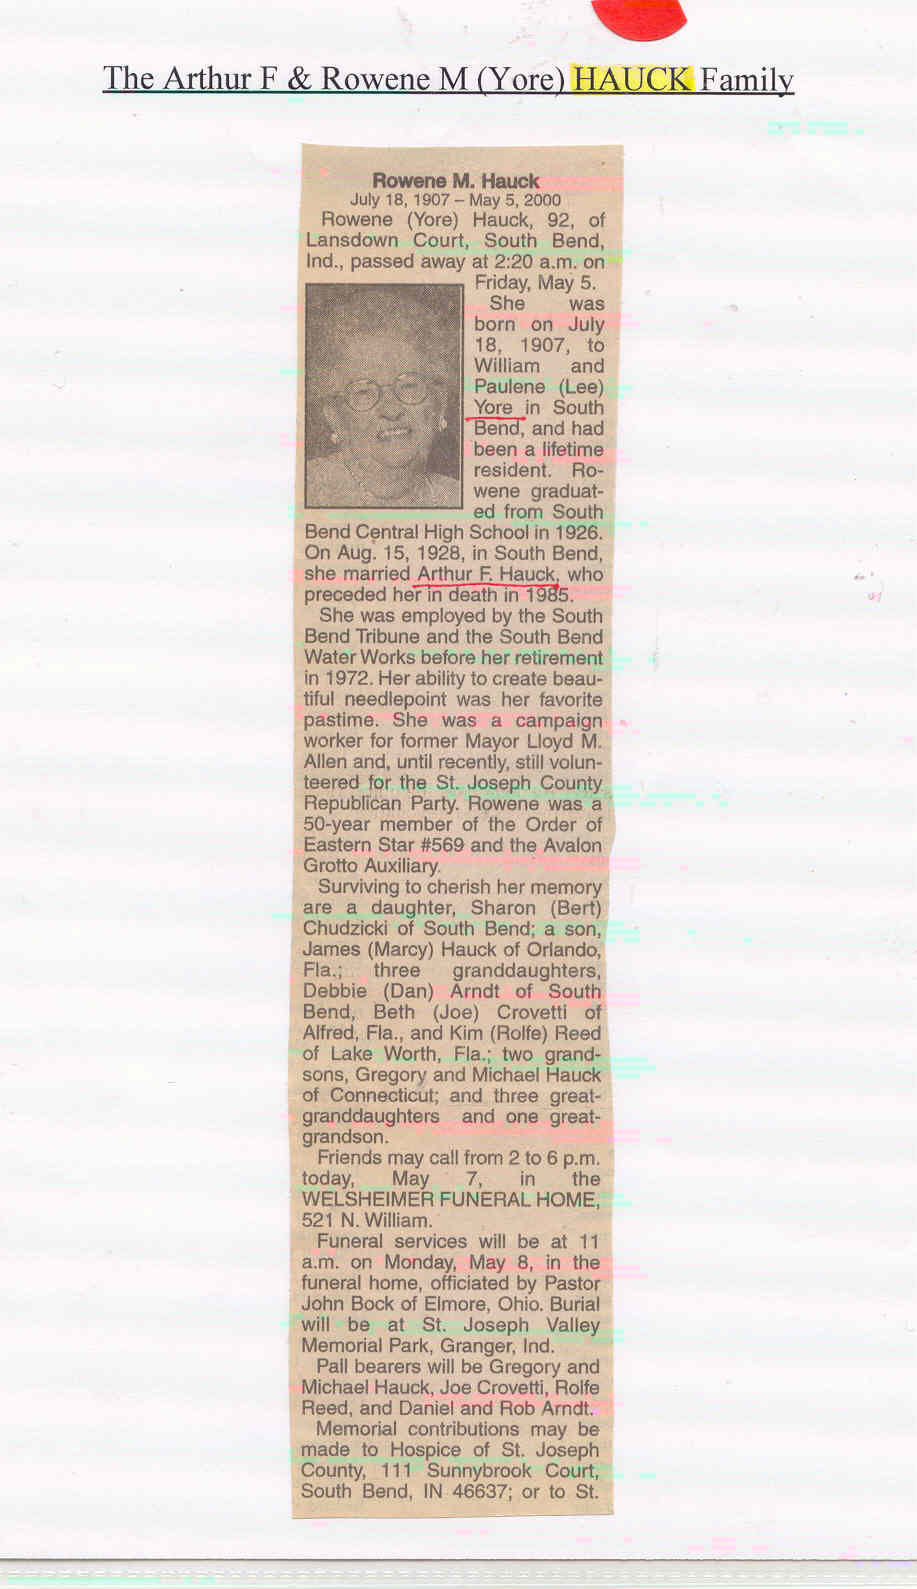 The Arthur F & Rowene M (Yore) HAUCK Family
Rowene M. Hauck
July 18, 1907 – May 5, 2000
Rowene (Yore) Hauck, 92, of
Lansdown Court, South Bend,
Ind., passed away at 2:20 a.m. on
Friday, May 5.
She was
born on July
18, 1907, to
William and
Paulene (Lee)
Yore in South
Bend, and had
been a lifetime
resident. Ro-
wene graduat-
ed from South
Bend Central High School in 1926.
On Aug. 15, 1928, in South Bend,
she married Arthur F. Hauck, who
preceded her in death in 1985.
She was employed by the South
Bend Tribune and the South Bend
Water Works before her retirement
in 1972. Her ability to create beau-
tiful needlepoint was her favorite
pastime. She was a campaign
worker for former Mayor Lloyd M.
Allen and, until recently, still volun-
teered for the St. Joseph County
Republican Party. Rowene was a
50-year member of the Order of
Eastern Star #569 and the Avalon
Grotto Auxiliary.
Surviving to cherish her memory
are a daughter, Sharon (Bert)
Chudzicki of South Bend; a son,
James (Marcy) Hauck of Orlando,
Fla.; three granddaughters,
Debbie (Dan) Arndt of South
Bend, Beth (Joe) Crovetti of
Alfred, Fla., and Kim (Rolfe) Reed
of Lake Worth, Fla.; two grand-
sons, Gregory and Michael Hauck
of Connecticut; and three great-
granddaughters and one great-
grandson.
Friends may call from 2 to 6 p.m.
today, May 7, in the
WELSHEIMER FUNERAL HOME,
521 N. William.
Funeral services will be at 11
a.m. on Monday, May 8, in the
funeral home, officiated by Pastor
John Bock of Elmore, Ohio. Burial
will be at St. Joseph Valley
Memorial Park, Granger, Ind.
Pall bearers will be Gregory and
Michael Hauck, Joe Crovetti, Rolfe
Reed, and Daniel and Rob Arndt.
Memorial contributions may be
made to Hospice of St. Joseph
County, 111 Sunnybrook Court,
South Bend, IN 46637; or to St.